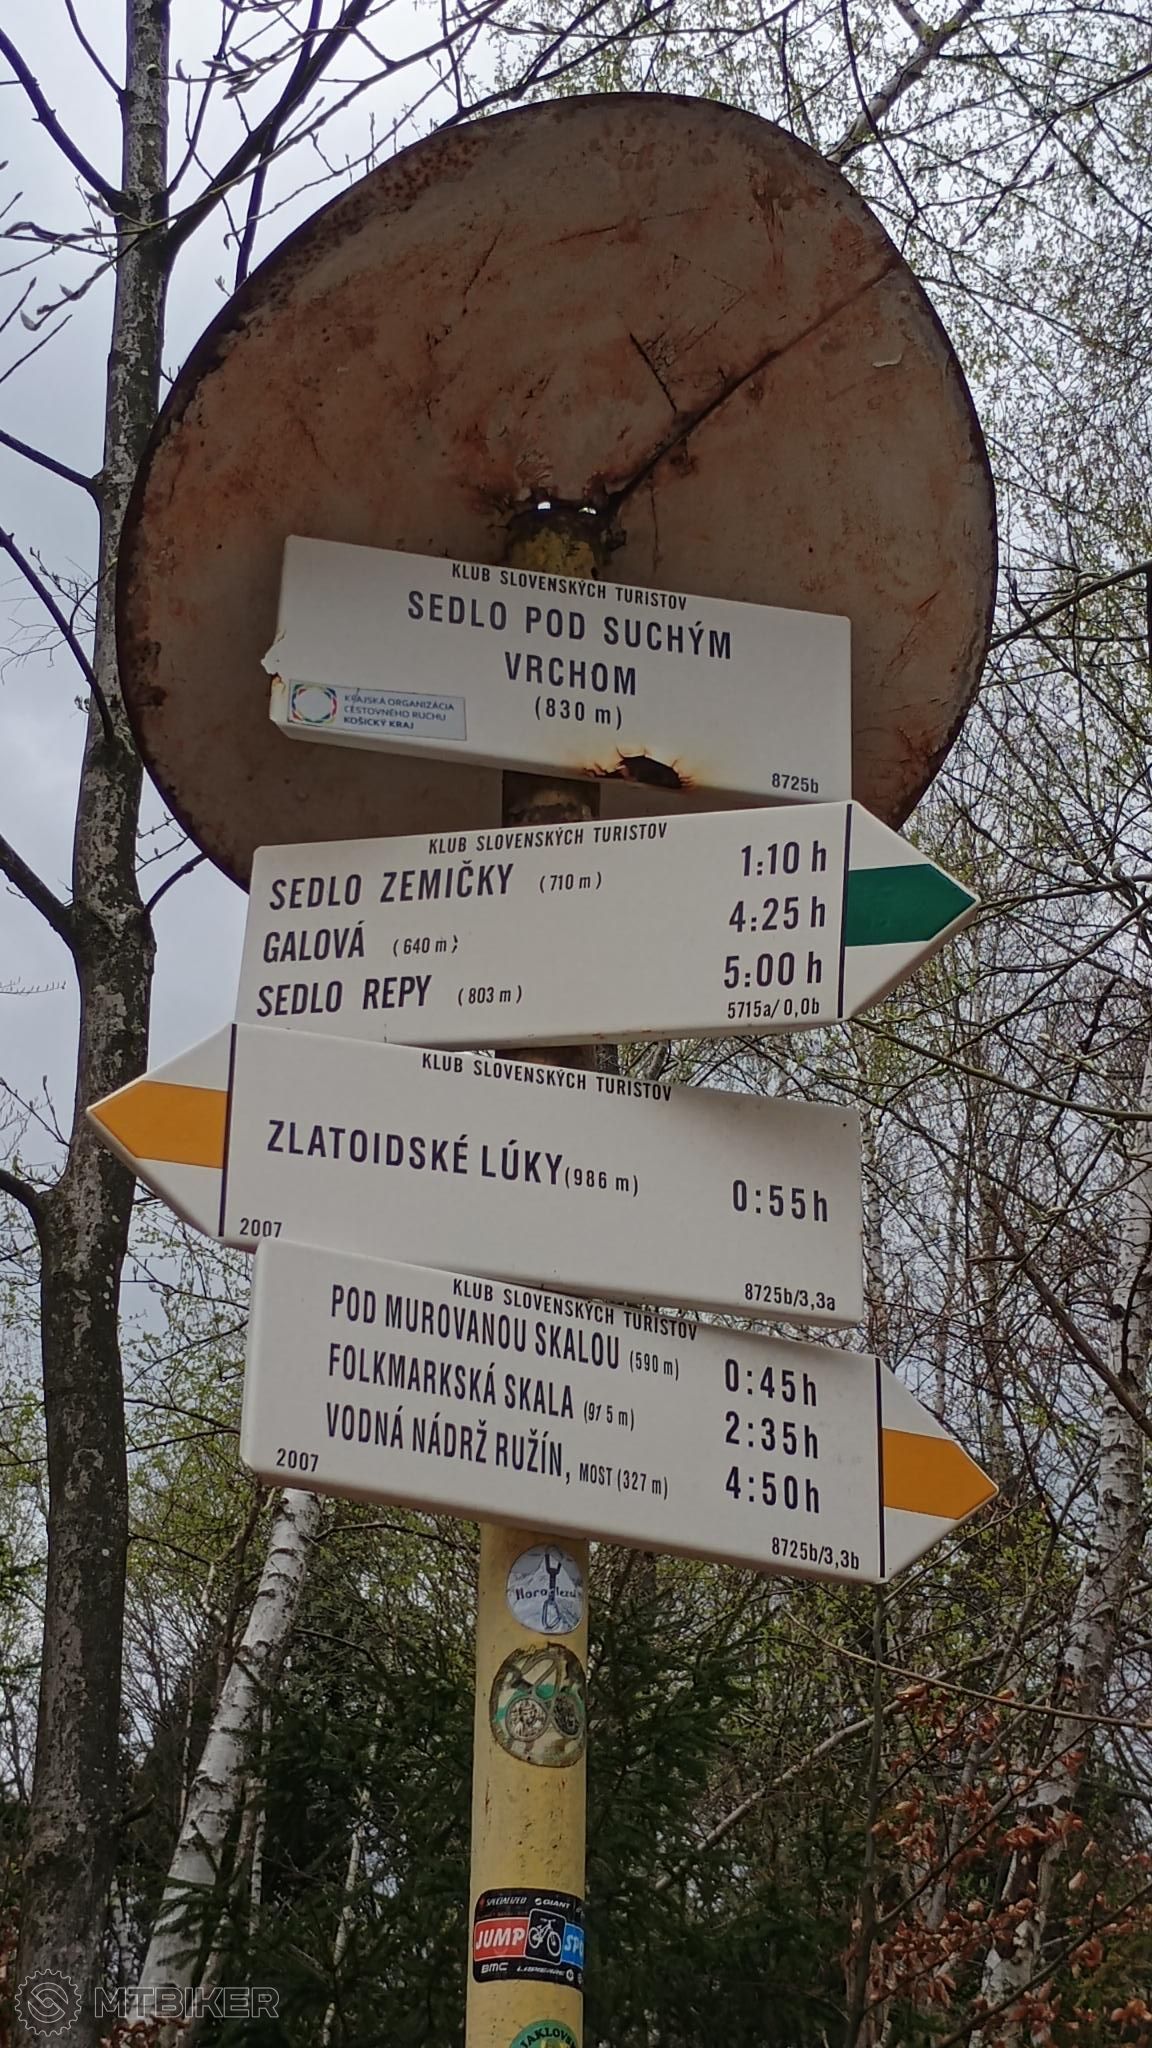 KLUB SLOVENSKÝCH TURISTOV
SEDLO POD SUCHÝM
VRCHOM
(830 m)
KRAJSKÁ ORGANIZÁCIA
CESTOVNÉHO RUCHU
KOŠICKÝ KRAJ
8725b
KLUB SLOVENSKÝCH TURISTOV
SEDLO ZEMIČKY (710 m) 1:10 h
GALOVÁ (640 m) 4:25 h
SEDLO REPY (803 m) 5:00 h
5715a/0,0b
KLUB SLOVENSKÝCH TURISTOV
ZLATOIDSKÉ LÚKY (986 m) 0:55h
2007
8725b/3,3a
KLUB SLOVENSKÝCH TURISTOV
POD MUROVANOU SKALOU (590 m) 0:45h
FOLKMARKSKÁ SKALA (915 m) 2:35h
VODNÁ NÁDRŽ RUŽÍN, MOST (327 m) 4:50h
2007
8725b/3,3b
SPECIALIZED GIANT
JUMP
BMC LAPIERRE
MTBIKER